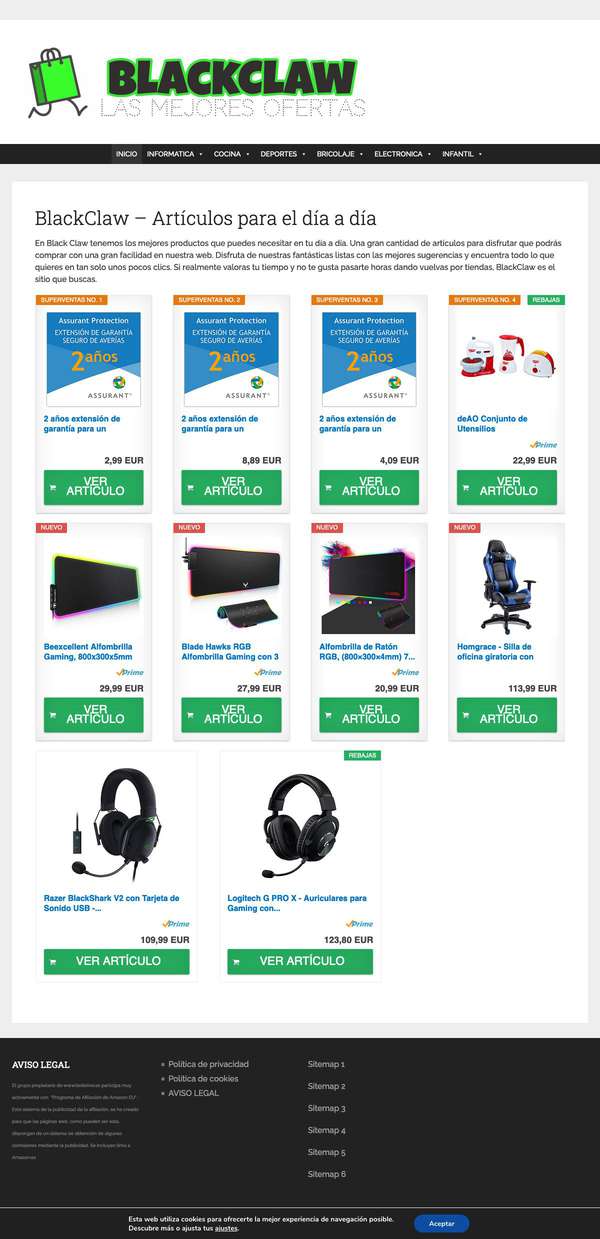 BLACKCLAW
LAS MEJORES OFERTAS
INICIO INFORMATICA COCINA DEPORTES BRICOLAJE ELECTRONICA INFANTIL
BlackClaw – Artículos para el día a día
En Black Claw tenemos los mejores productos que puedes necesitar en tu día a día. Una gran cantidad de artículos para disfrutar que podrás
comprar con una gran facilidad en nuestra web. Disfruta de nuestras fantásticas listas con las mejores sugerencias y encuentra todo lo que
quieres en tan solo unos pocos clics. Si realmente valoras tu tiempo y no te gusta pasarte horas dando vueltas por tiendas, BlackClaw es el
sitio que buscas.
SUPERVENTAS NO. 1
Assurant Protection
EXTENSIÓN DE GARANTÍA
SEGURO DE AVERÍAS
2 años
ASSURANT
2 años extensión de
garantía para un
2,99 EUR
VER
ARTÍCULO
SUPERVENTAS NO. 2
Assurant Protection
EXTENSIÓN DE GARANTÍA
SEGURO DE AVERÍAS
2 años
ASSURANT
2 años extensión de
garantía para un
8,89 EUR
VER
ARTÍCULO
SUPERVENTAS NO. 3
Assurant Protection
EXTENSIÓN DE GARANTÍA
SEGURO DE AVERÍAS
2 años
ASSURANT
2 años extensión de
garantía para un
4,09 EUR
VER
ARTÍCULO
SUPERVENTAS NO. 4 REBAJAS
deAO Conjunto de
Utensilios
Prime
22,99 EUR
VER
ARTÍCULO
NUEVO
Beexcellent Alfombrilla
Gaming, 800x300x5mm
Prime
29,99 EUR
VER
ARTÍCULO
NUEVO
Blade Hawks RGB
Alfombrilla Gaming con 3
Prime
27,99 EUR
VER
ARTÍCULO
NUEVO
Alfombrilla de Ratón
RGB, (800×300×4mm) 7...
Prime
20,99 EUR
VER
ARTÍCULO
NUEVO
Homgrace - Silla de
oficina giratoria con
113,99 EUR
VER
ARTÍCULO
Razer BlackShark V2 con Tarjeta de
Sonido USB -...
Prime
109,99 EUR
VER ARTÍCULO
REBAJAS
Logitech G PRO X - Auriculares para
Gaming con...
Prime
123,80 EUR
VER ARTÍCULO
AVISO LEGAL
El grupo propietario de participa muy
activamente con "Programa de Afiliación de Amazon EU".
Este sistema de la publicidad de la afiliación, se ha creado
para que las páginas web, como pueden ser esta,
dispongan de un sistema de obtención de algunas
comisiones mediante la publicidad. Se incluyen links a
Política de privacidad
Política de cookies
AVISO LEGAL
Sitemap 1
Sitemap 2
Sitemap 3
Sitemap 4
Sitemap 5
Sitemap 6
Esta web utiliza cookies para ofrecerte la mejor experiencia de navegación posible.
Descubre más o ajusta tus ajustes.
Aceptar